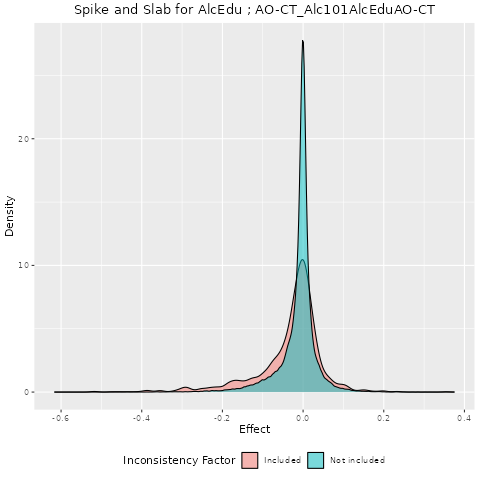 Spike and Slab for AlcEdu ; AO-CT_Alc101AlcEduAO-CT
Density
20
10
0
-0.6 -0.4 -0.2 0.0 0.2 0.4
Effect
Inconsistency Factor Included Not included